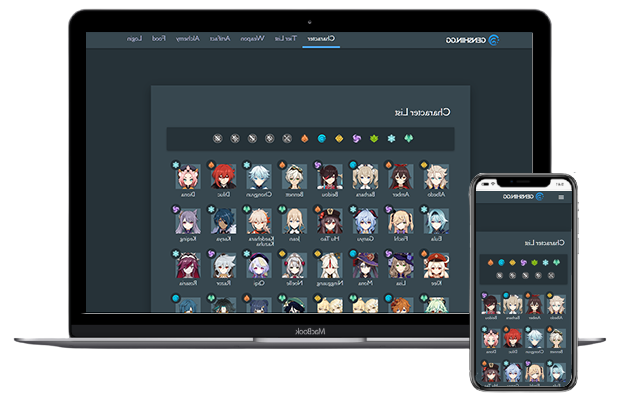 GENSHIN.GG Character Tier List Weapon Artifact Alchemy Food Login
Character List
Albedo Amber Barbara Beidou Bennett Chongyun Diluc Diona
Eula Fischl Ganyu Hu Tao Jean Kaedehara Kazuha Kaeya Keqing
Klee Lisa Mona Ningguang Noelle Qiqi Razor Rosaria
MacBook
GENSHIN.GG
Character List
Albedo Amber Barbara Beidou
Bennett Chongyun Diluc Diona